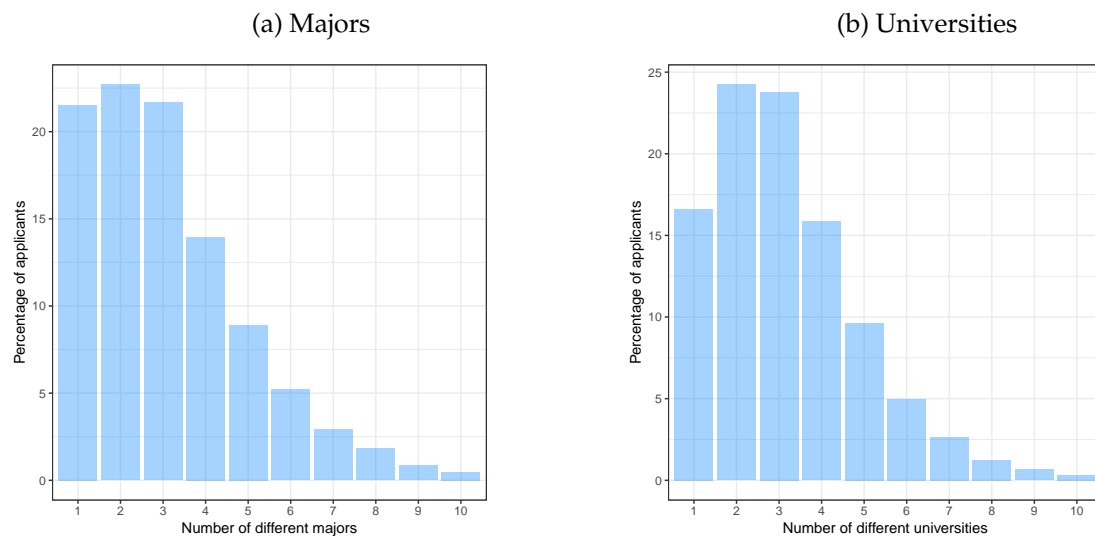 (a) Majors
20
15
10
5
0
Percentage of applicants
1 2 3 4 5 6 7 8 9 10
Number of different majors
(b) Universities
25
20
15
10
5
0
Percentage of applicants
1 2 3 4 5 6 7 8 9 10
Number of different universities